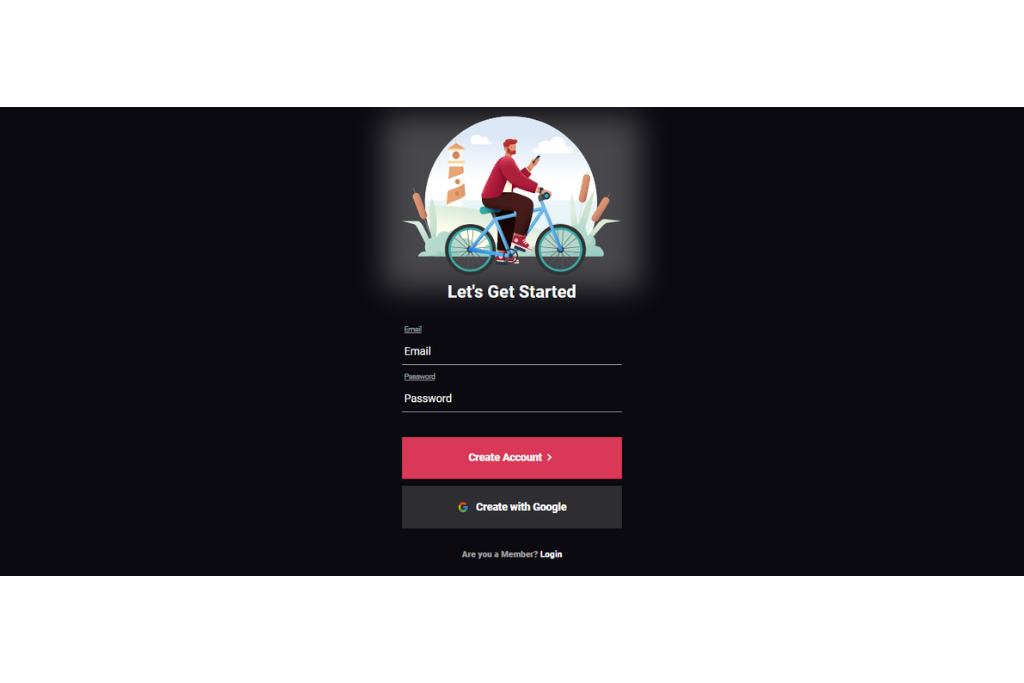 Let's Get Started
Email
Email
Password
Password
Create Account >
Create with Google
Are you a Member? Login